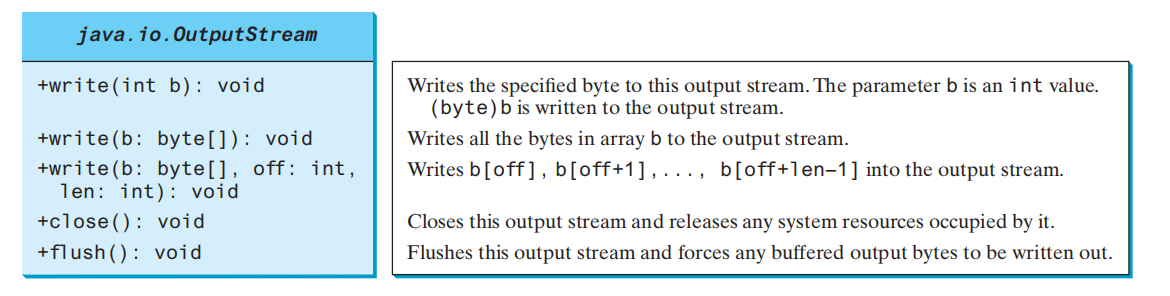 java.io.OutputStream
+write(int b): void
Writes the specified byte to this output stream. The parameter b is an int value.
(byte)b is written to the output stream.
+write(b: byte[]): void
Writes all the bytes in array b to the output stream.
+write(b: byte[], off: int,
len: int): void
Writes b[off], b[off+1],..., b[off+len-1] into the output stream.
+close(): void
Closes this output stream and releases any system resources occupied by it.
+flush(): void
Flushes this output stream and forces any buffered output bytes to be written out.